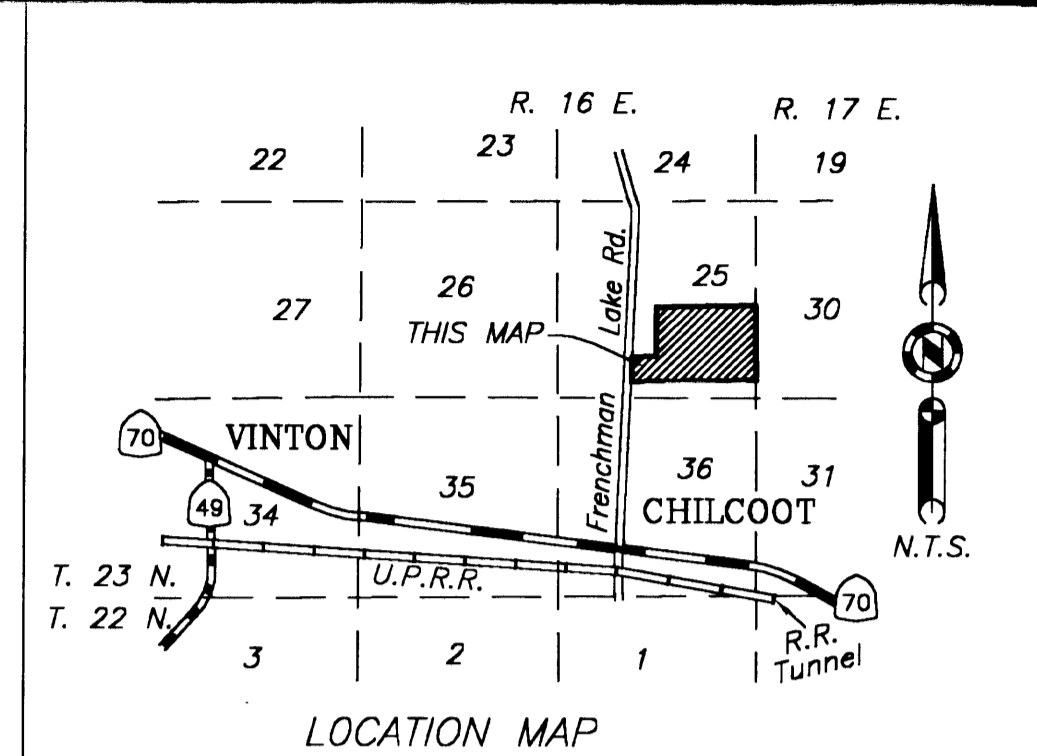 R. 16 E.
R. 17 E.
22
23
24
19
27
26
25
30
Frenchman Lake Rd.
THIS MAP
N
70
VINTON
49
34
35
36
31
CHILCOOT
N.T.S.
U.P.R.R.
T. 23 N.
T. 22 N.
70
R.R.
Tunnel
3
2
1
LOCATION MAP